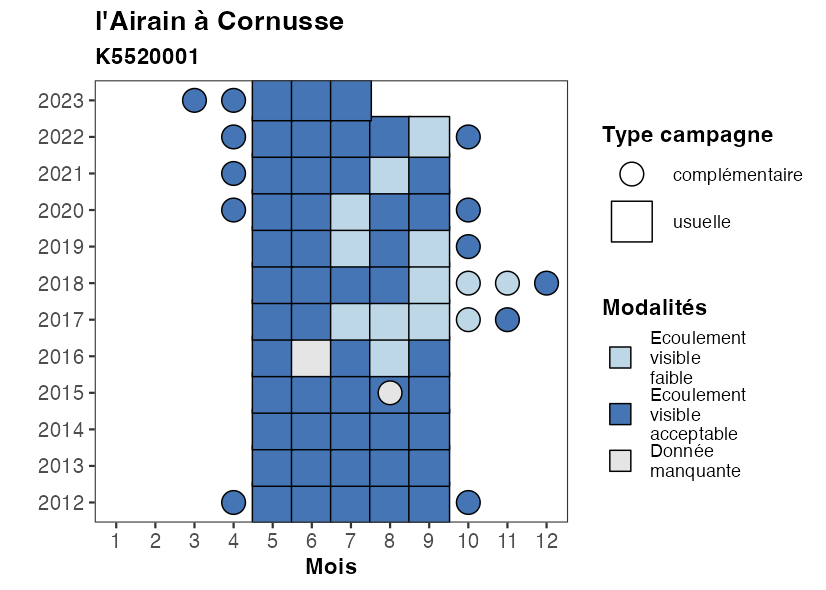 l'Airain à Cornusse
K5520001
2023
2022
2021
2020
2019
2018
2017
2016
2015
2014
2013
2012
1 2 3 4 5 6 7 8 9 10 11 12
Mois
Type campagne
complémentaire
usuelle
Modalités
Ecoulement
visible
faible
Ecoulement
visible
acceptable
Donnée
manquante